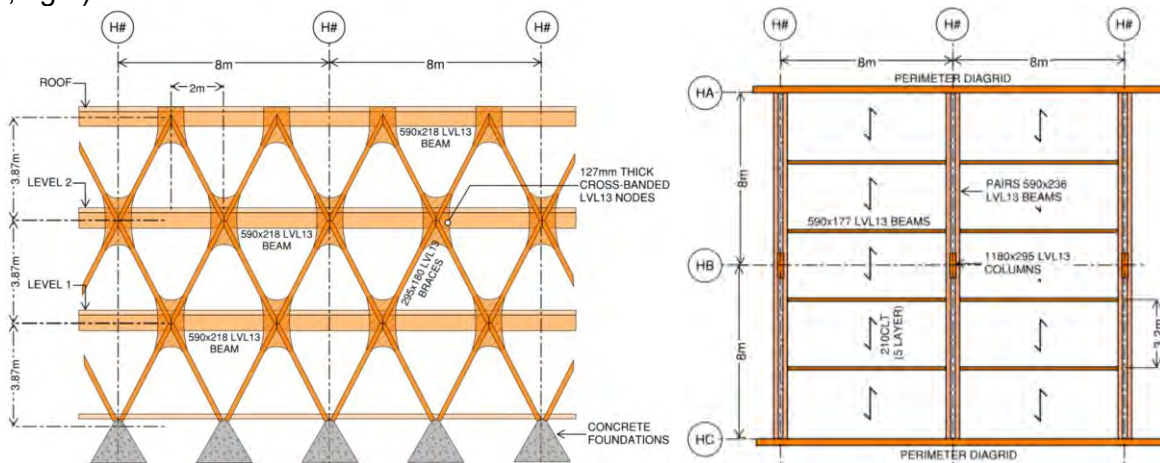 H#
H#
H#
8m
8m
ROOF
2m
590x218 LVL13
BEAM
127mm THICK
CROSS-BANDED
LVL13 NODES
3.87m
LEVEL 2
590x218 LVL13
BEAM
295x180 LVL13
BRACES
3.87m
LEVEL 1
590x218 LVL13
BEAM
3.87m
CONCRETE
FOUNDATIONS
H#
H#
H#
8m
8m
PERIMETER DIAGRID
HA
8m
PAIRS 590x236
LVL13 BEAMS
590x177 LVL13 BEAMS
HB
1180x295 LVL13
COLUMNS
210CLT
(5 LAYER)
8m
3.2m
HC
PERIMETER DIAGRID